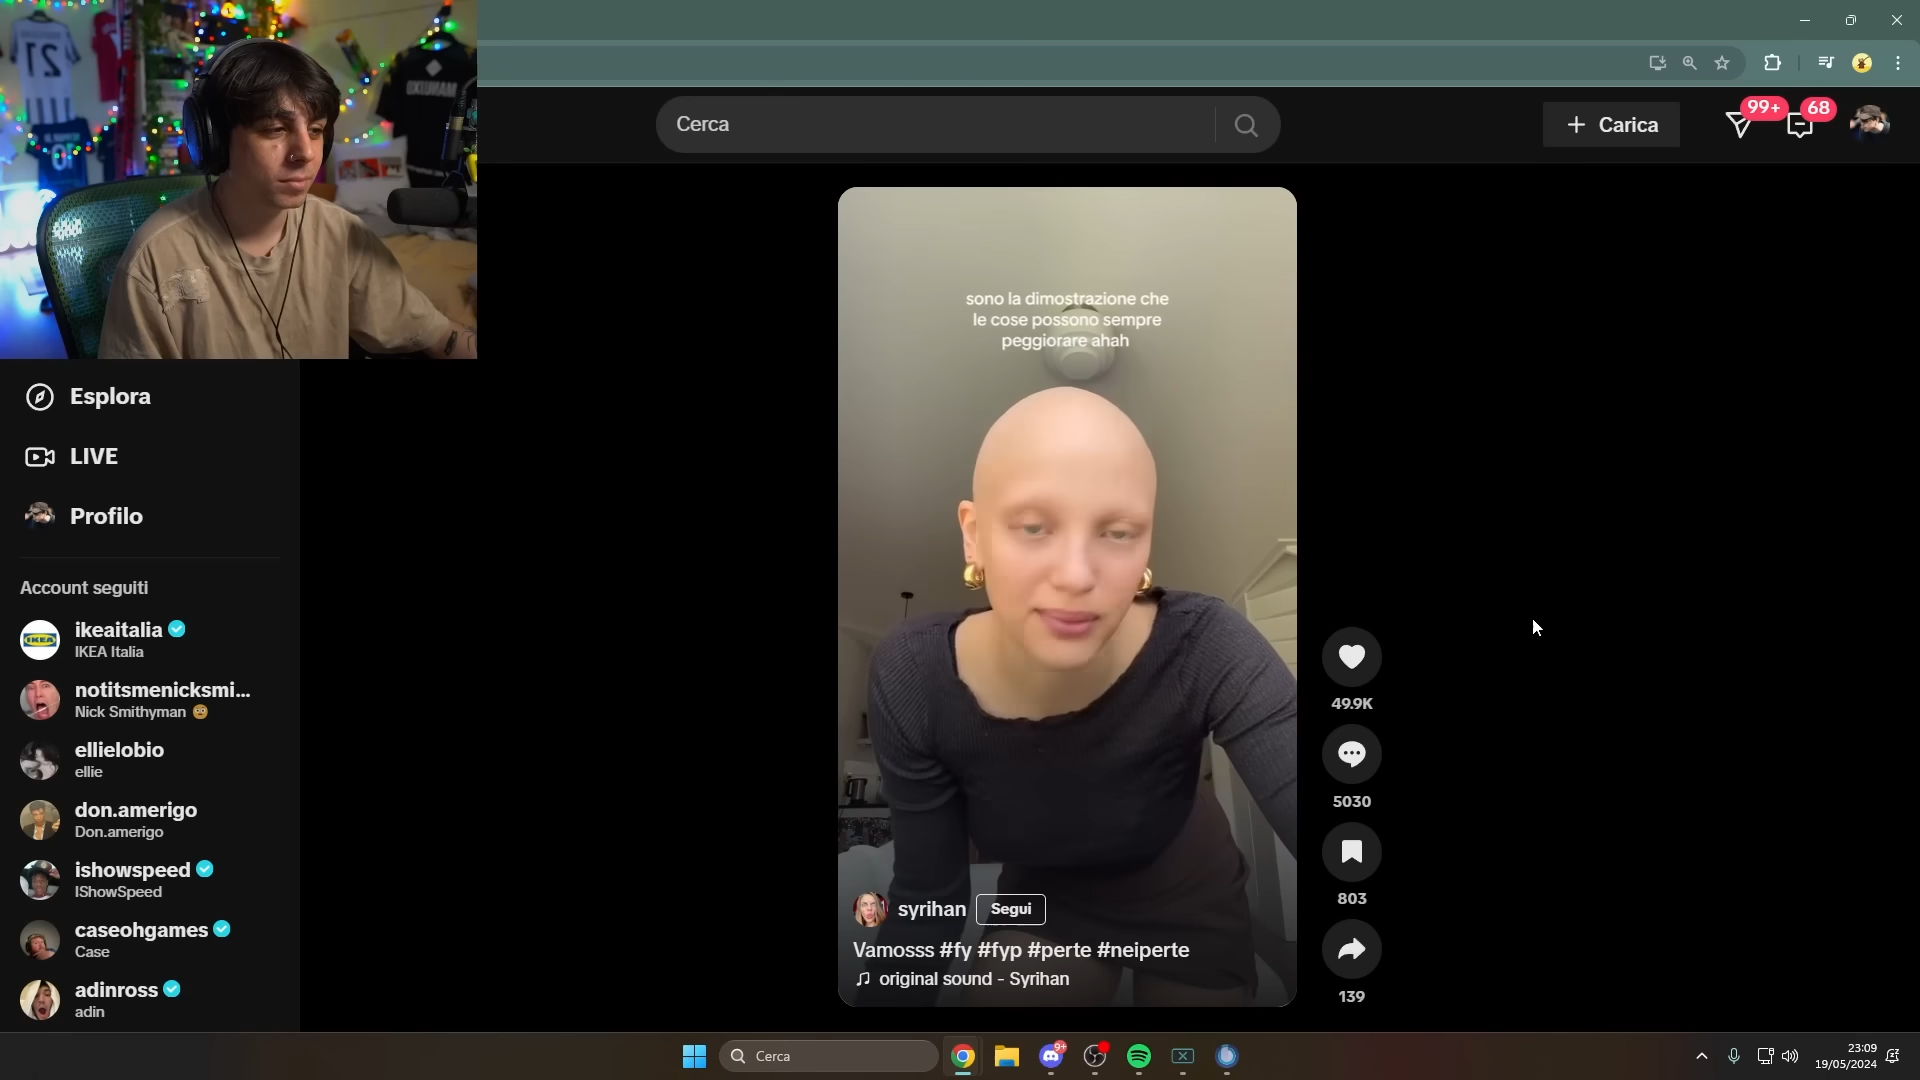 21
10
Cerca
Carica
99+
68
sono la dimostrazione che
le cose possono sempre
peggiorare ahah
Esplora
LIVE
Profilo
Account seguiti
ikeaitalia
IKEA Italia
notitsmenicksmi...
Nick Smithyman
ellielobio
ellie
don.amerigo
Don.amerigo
ishowspeed
IShowSpeed
caseohgames
Case
adinross
adin
49.9K
5030
803
139
syrihan
Segui
Vamosss #fy #fyp #perte #neiperte
original sound - Syrihan
Cerca
9+
23:09
19/05/2024